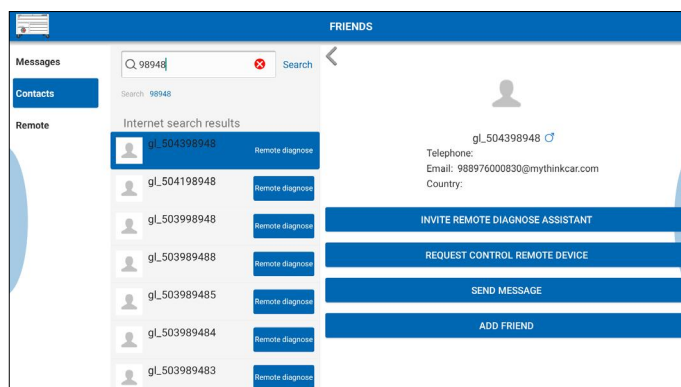 FRIENDS
Messages
Contacts
Remote
98948
Search
Search 98948
Internet search results
gl_504398948
Remote diagnose
gl_504198948
Remote diagnose
gl_503998948
Remote diagnose
gl_503989488
Remote diagnose
gl_503989485
Remote diagnose
gl_503989484
Remote diagnose
gl_503989483
Remote diagnose
gl_504398948
Telephone:
Email: 988976000830@mythinkcar.com
Country:
INVITE REMOTE DIAGNOSE ASSISTANT
REQUEST CONTROL REMOTE DEVICE
SEND MESSAGE
ADD FRIEND